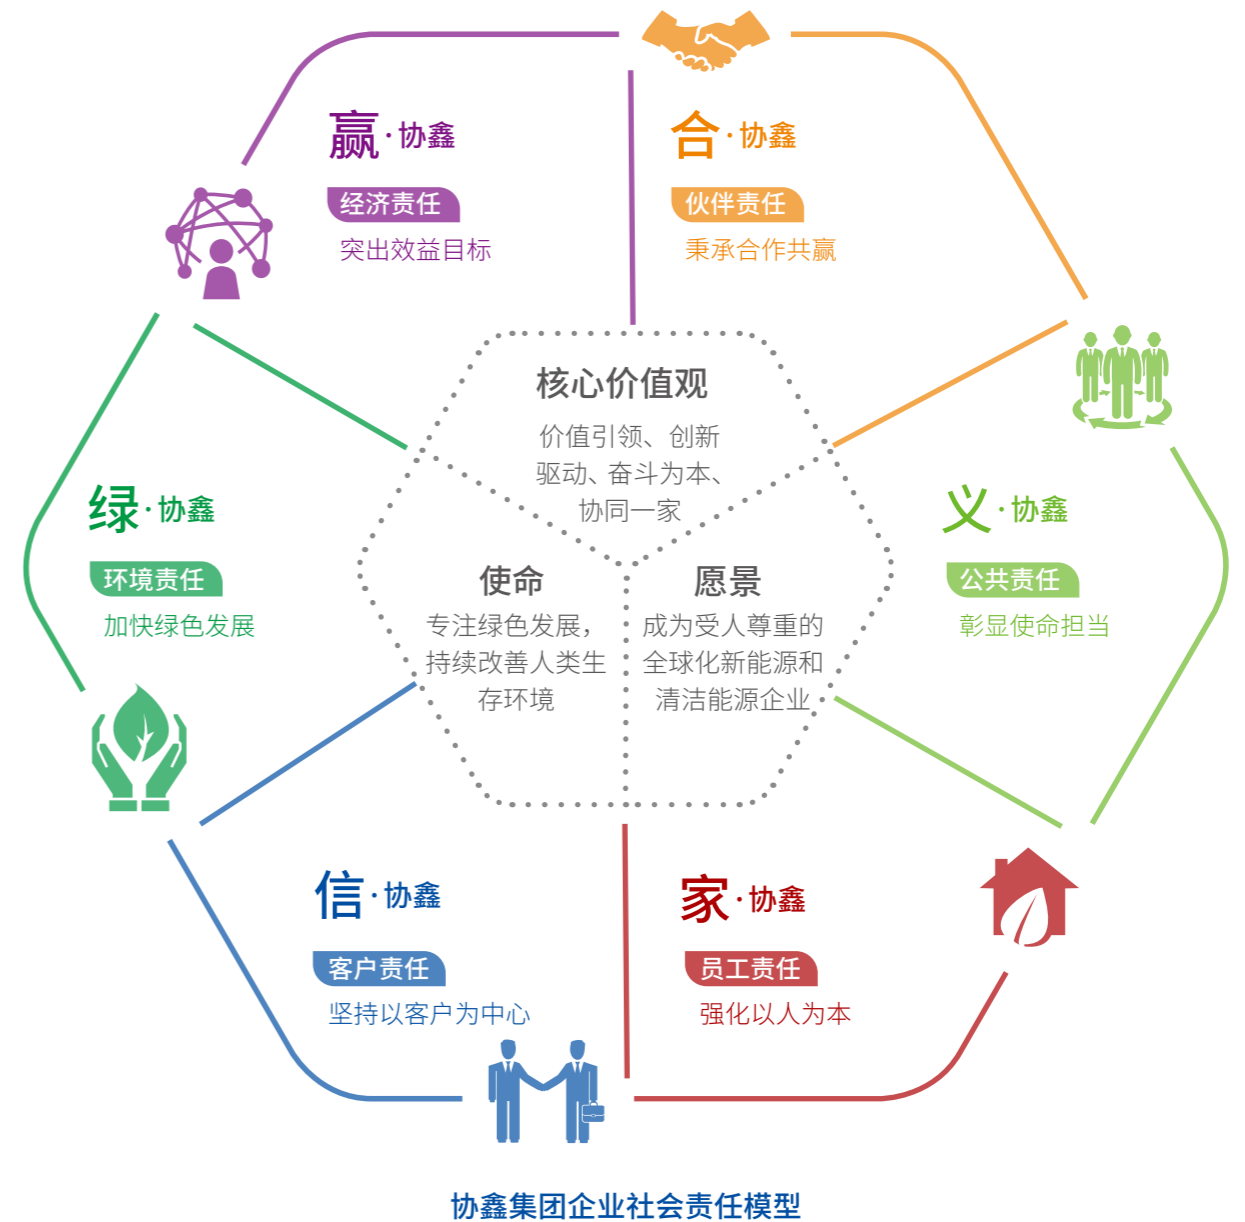 赢·协鑫
经济责任
突出效益目标
合·协鑫
伙伴责任
秉承合作共赢
核心价值观
价值引领、创新
驱动、奋斗为本、
协同一家
绿·协鑫
环境责任
加快绿色发展
使命
专注绿色发展，
持续改善人类生
存环境
愿景
成为受人尊重的
全球化新能源和
清洁能源企业
义·协鑫
公共责任
彰显使命担当
信·协鑫
客户责任
坚持以客户为中心
家·协鑫
员工责任
强化以人为本
协鑫集团企业社会责任模型